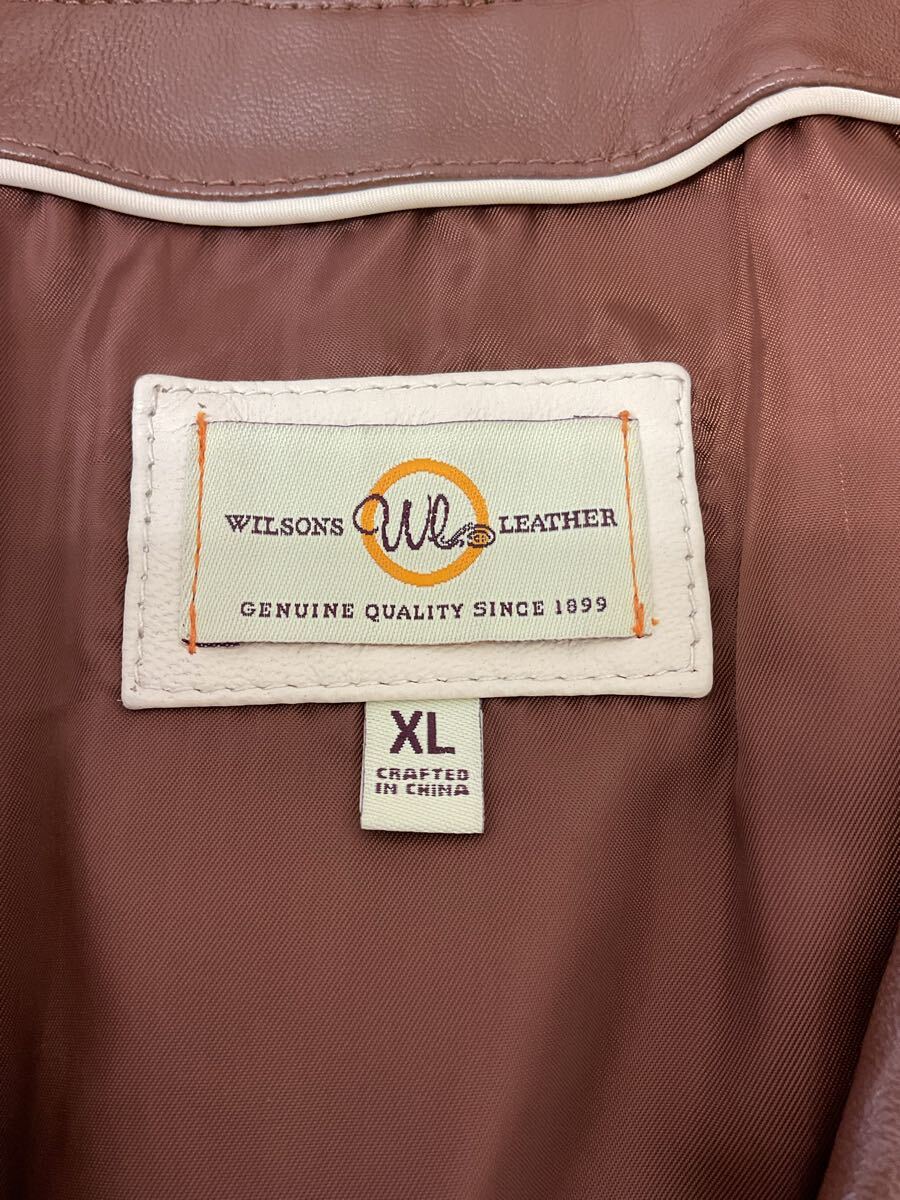 WILSONS Wl LEATHER
GENUINE QUALITY SINCE 1899
XL
CRAFTED
IN CHINA